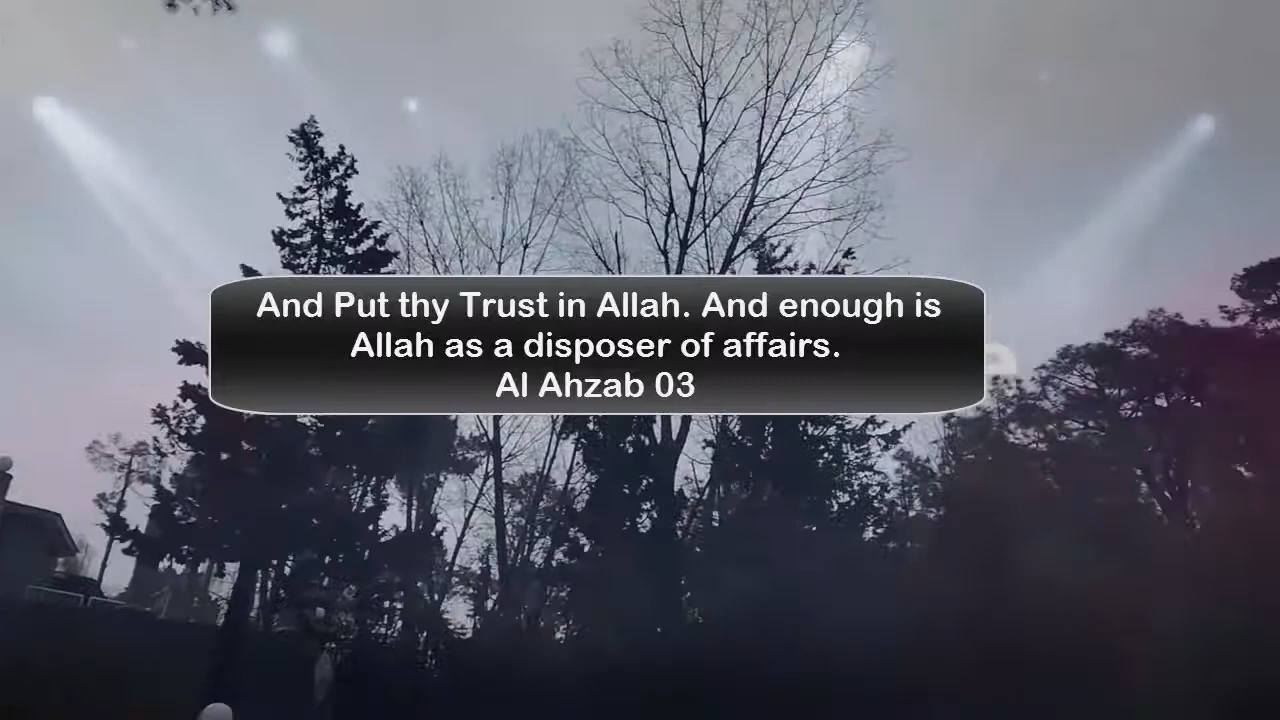 And Put thy Trust in Allah. And enough is
Allah as a disposer of affairs.
Al Ahzab 03